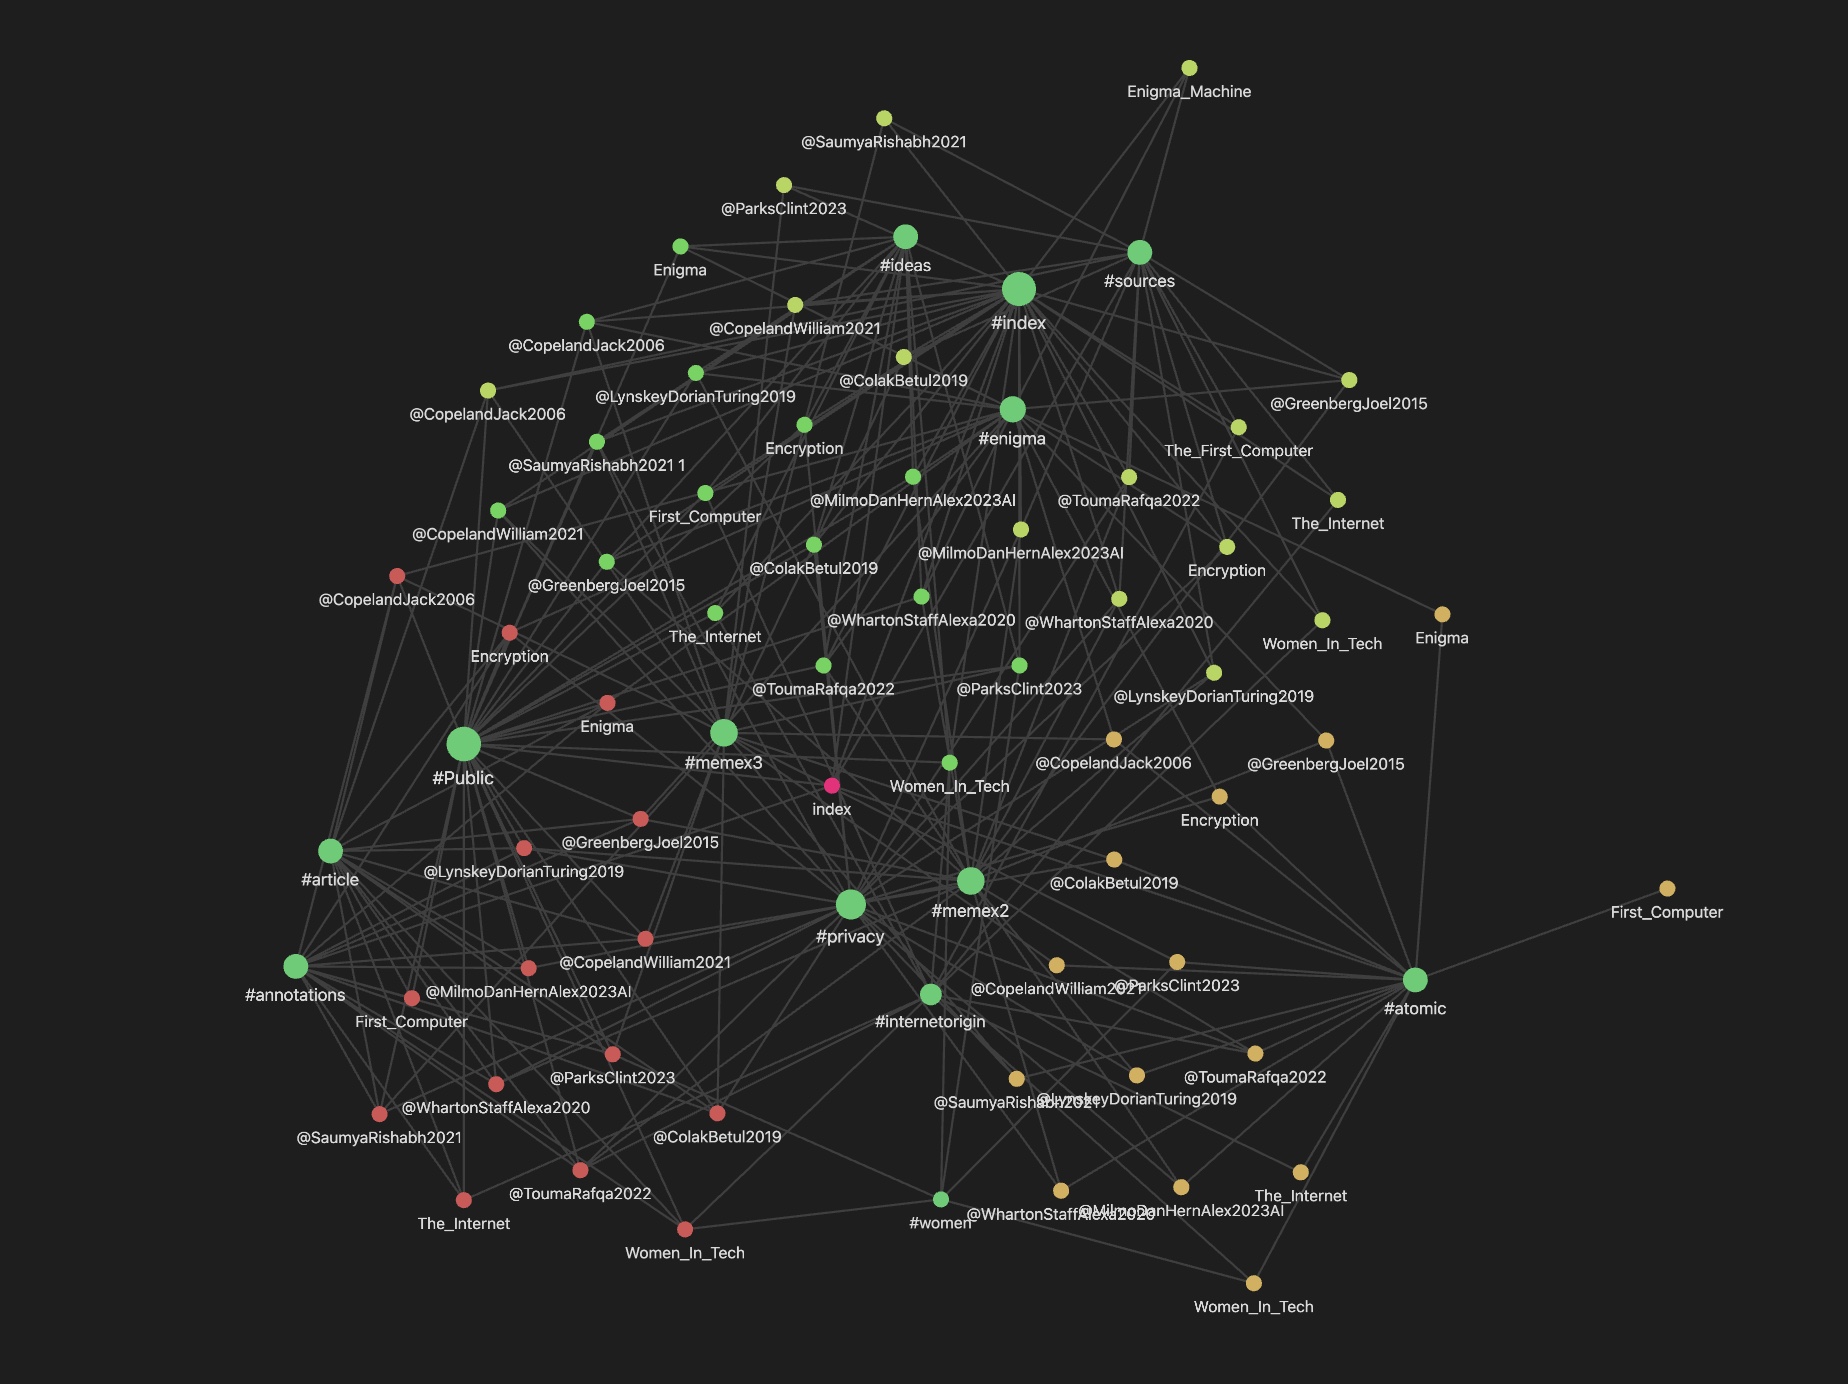 Enigma_Machine
@SaumyaRishabh2021
@ParksClint2023
Enigma
#ideas
#sources
#index
@CopelandWilliam2021
@CopelandJack2006
@ColakBetul2019
@LynskeyDorianTuring2019
@GreenbergJoel2015
@CopelandJack2006
#enigma
Encryption
The_First_Computer
@SaumyaRishabh2021 1
@MilmoDanHernAlex2023AI
@ToumaRafqa2022
First_Computer
The_Internet
@CopelandWilliam2021
@MilmoDanHernAlex2023AI
@ColakBetul2019
Encryption
@GreenbergJoel2015
@CopelandJack2006
@WhartonStaffAlexa2020
@WhartonStaffAlexa2020
The_Internet
Women_In_Tech
Enigma
Encryption
@ToumaRafqa2022
@ParksClint2023
@LynskeyDorianTuring2019
Enigma
#memex3
@CopelandJack2006
@GreenbergJoel2015
#Public
Women_In_Tech
index
Encryption
@GreenbergJoel2015
@LynskeyDorianTuring2019
#article
@ColakBetul2019
#memex2
First_Computer
#privacy
@CopelandWilliam2021
@MilmoDanHernAlex2023AI
@CopelandWilliam2021
@ParksClint2023
#annotations
#atomic
First_Computer
#internetorigin
@ParksClint2023
@ToumaRafqa2022
@SaumyaRishabh2021
@LynskeyDorianTuring2019
@WhartonStaffAlexa2020
@SaumyaRishabh2021
@ColakBetul2019
@ToumaRafqa2022
The_Internet
@WhartonStaffAlexa2020
@MilmoDanHernAlex2023AI
The_Internet
#women
Women_In_Tech
Women_In_Tech